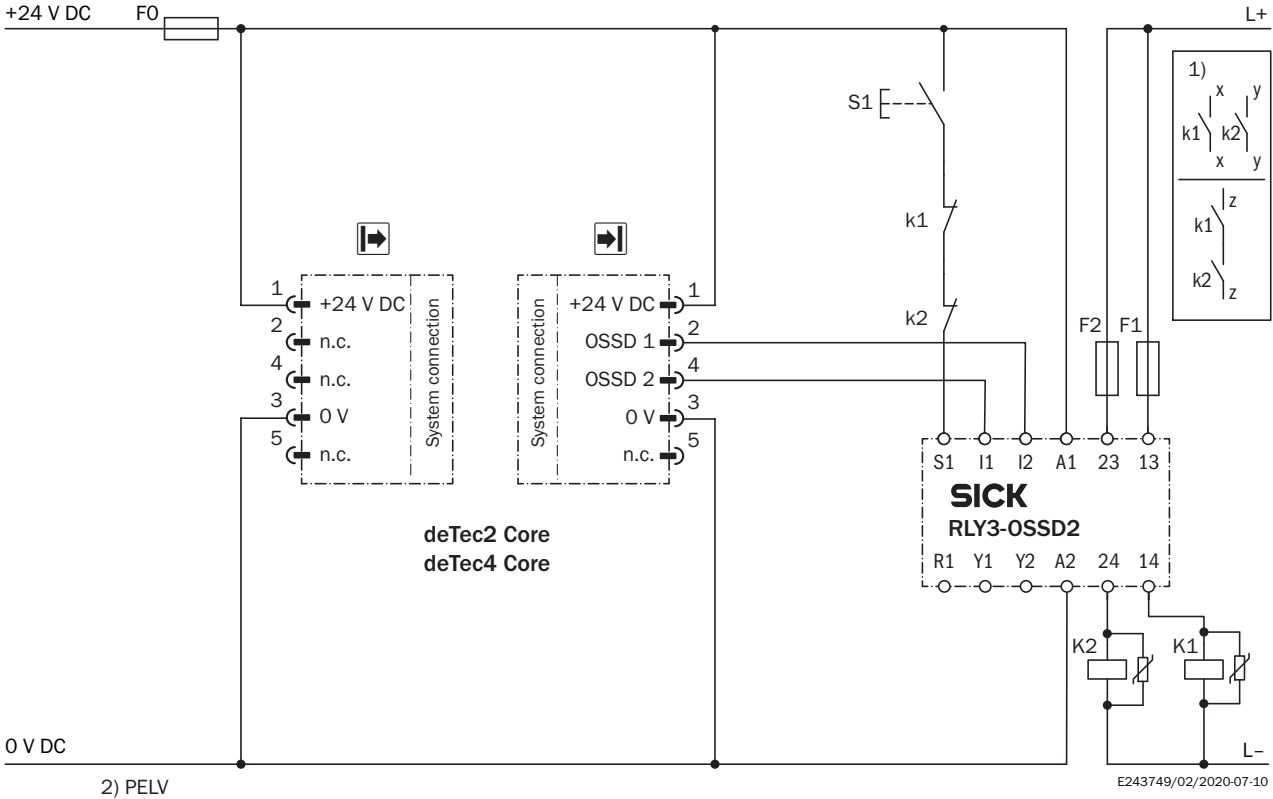 +24 V DC
F0
L+
1)
x
y
k1
k2
x
y
z
k1
k2
z
S1
k1
k2
F2
F1
1
+24 V DC
2
n.c.
4
n.c.
3
0 V
5
n.c.
System connection
System connection
+24 V DC
1
OSSD 1
2
OSSD 2
4
0 V
3
n.c.
5
deTec2 Core
deTec4 Core
S1
I1
I2
A1
23
13
SICK
RLY3-OSSD2
R1
Y1
Y2
A2
24
14
K2
K1
0 V DC
L–
2) PELV
E243749/02/2020-07-10